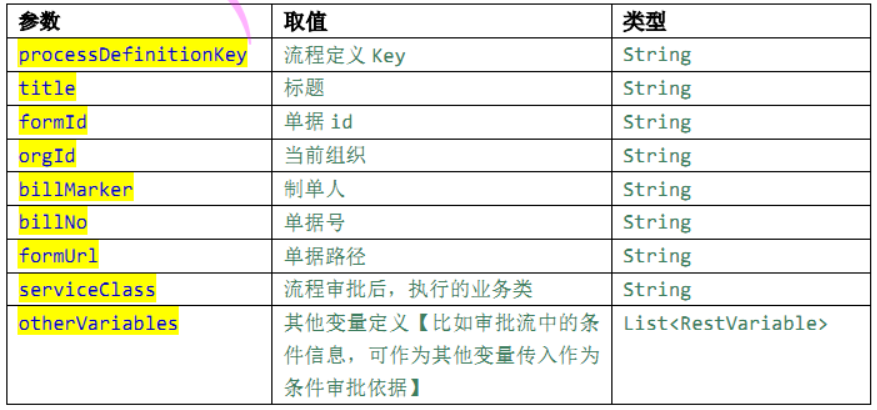 参数 取值 类型
processDefinitionKey 流程定义 Key String
title 标题 String
formId 单据 id String
orgId 当前组织 String
billMarker 制单人 String
billNo 单据号 String
formUrl 单据路径 String
serviceClass 流程审批后，执行的业务类 String
otherVariables 其他变量定义【比如审批流中的条 List<RestVariable>
件信息，可作为其他变量传入作为
条件审批依据】